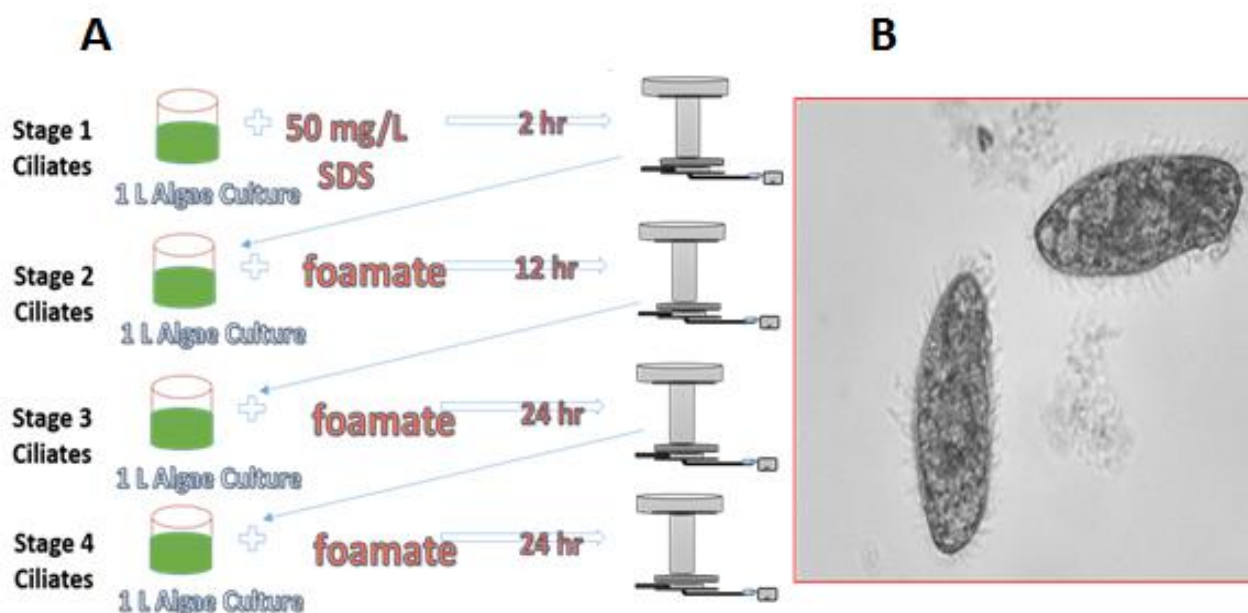 A
B
Stage 1
Ciliates
50 mg/L
SDS
2 hr
1 L Algae Culture
Stage 2
Ciliates
foamate
12 hr
1 L Algae Culture
Stage 3
Ciliates
foamate
24 hr
1 L Algae Culture
Stage 4
Ciliates
foamate
24 hr
1 L Algae Culture